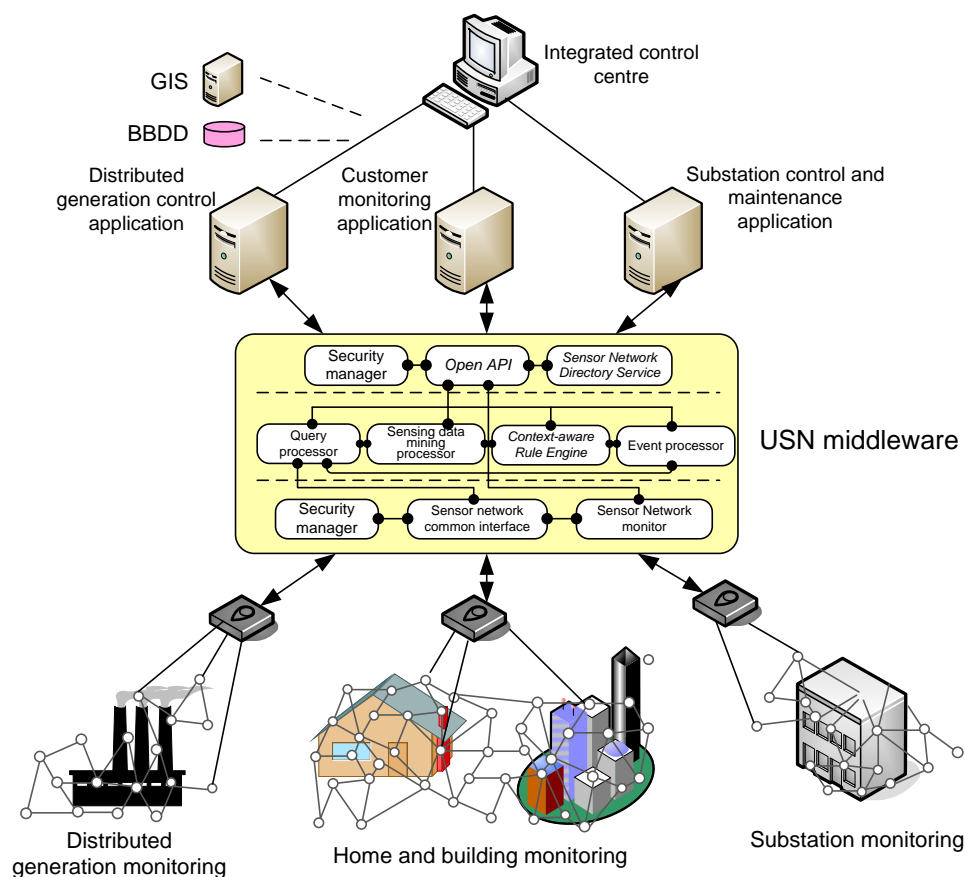 Integrated control
centre
GIS
BBDD
Distributed
generation control
application
Customer
monitoring
application
Substation control and
maintenance
application
Security
manager
Open API
Sensor Network
Directory Service
Query
processor
Sensing data
mining
processor
Context-aware
Rule Engine
Event processor
USN middleware
Security
manager
Sensor network
common interface
Sensor Network
monitor
Distributed
generation monitoring
Home and building monitoring
Substation monitoring